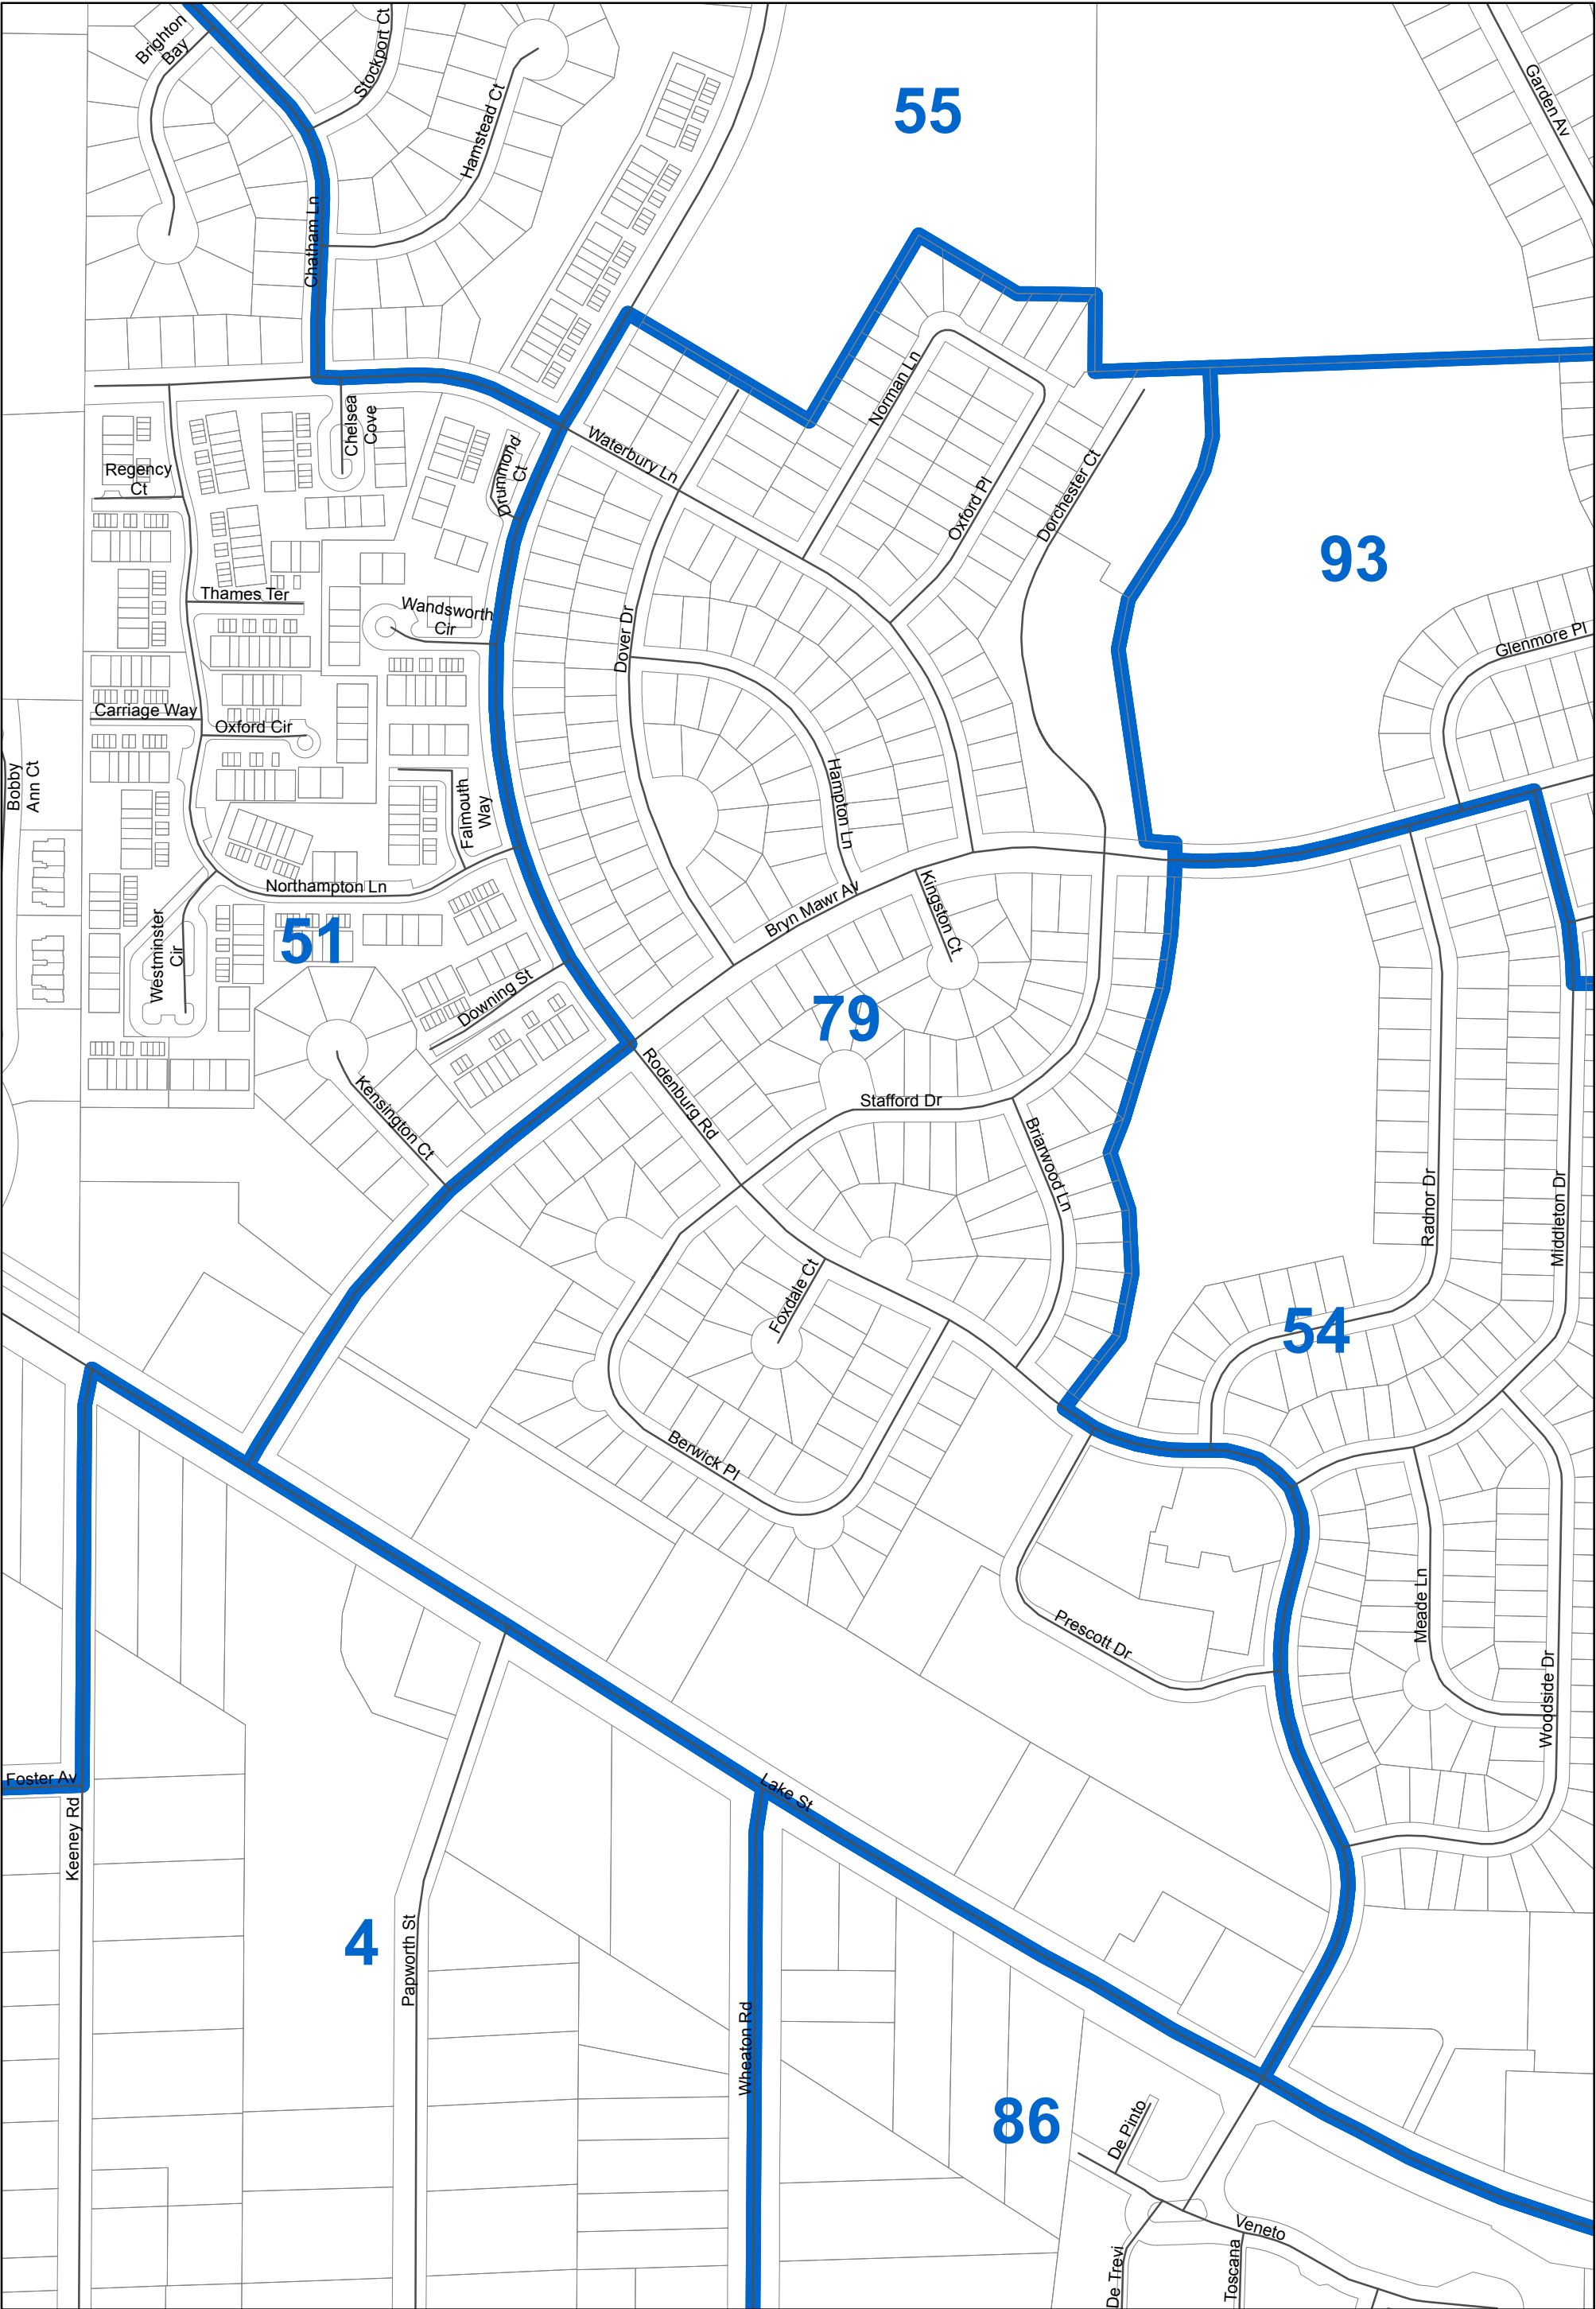 Brighton
Bay
Stockport Ct
Hamstead Ct
55
Garden Av
Chatham Ln
Chelsea
Cove
Drummond
Ct
Waterbury Ln
Norman Ln
Oxford Pl
Dorchester Ct
Regency
Ct
93
Thames Ter
Wandsworth
Cir
Dover Dr
Glenmore Pl
Carriage Way
Oxford Cir
Bobby
Ann Ct
Falmouth
Way
Hampton Ln
Northampton Ln
Bryn Mawr Av
Kingston Ct
51
Westminster
Cir
Downing St
79
Rodenburg Rd
Stafford Dr
Kensington Ct
Briarwood Ln
Radnor Dr
Middleton Dr
Foxdale Ct
54
Berwick Pl
Meade Ln
Prescott Dr
Woodside Dr
Foster Av
Lake St
Keeney Rd
4
Papworth St
Wheaton Rd
86
De Pinto
Veneto
De Trevi
Toscana